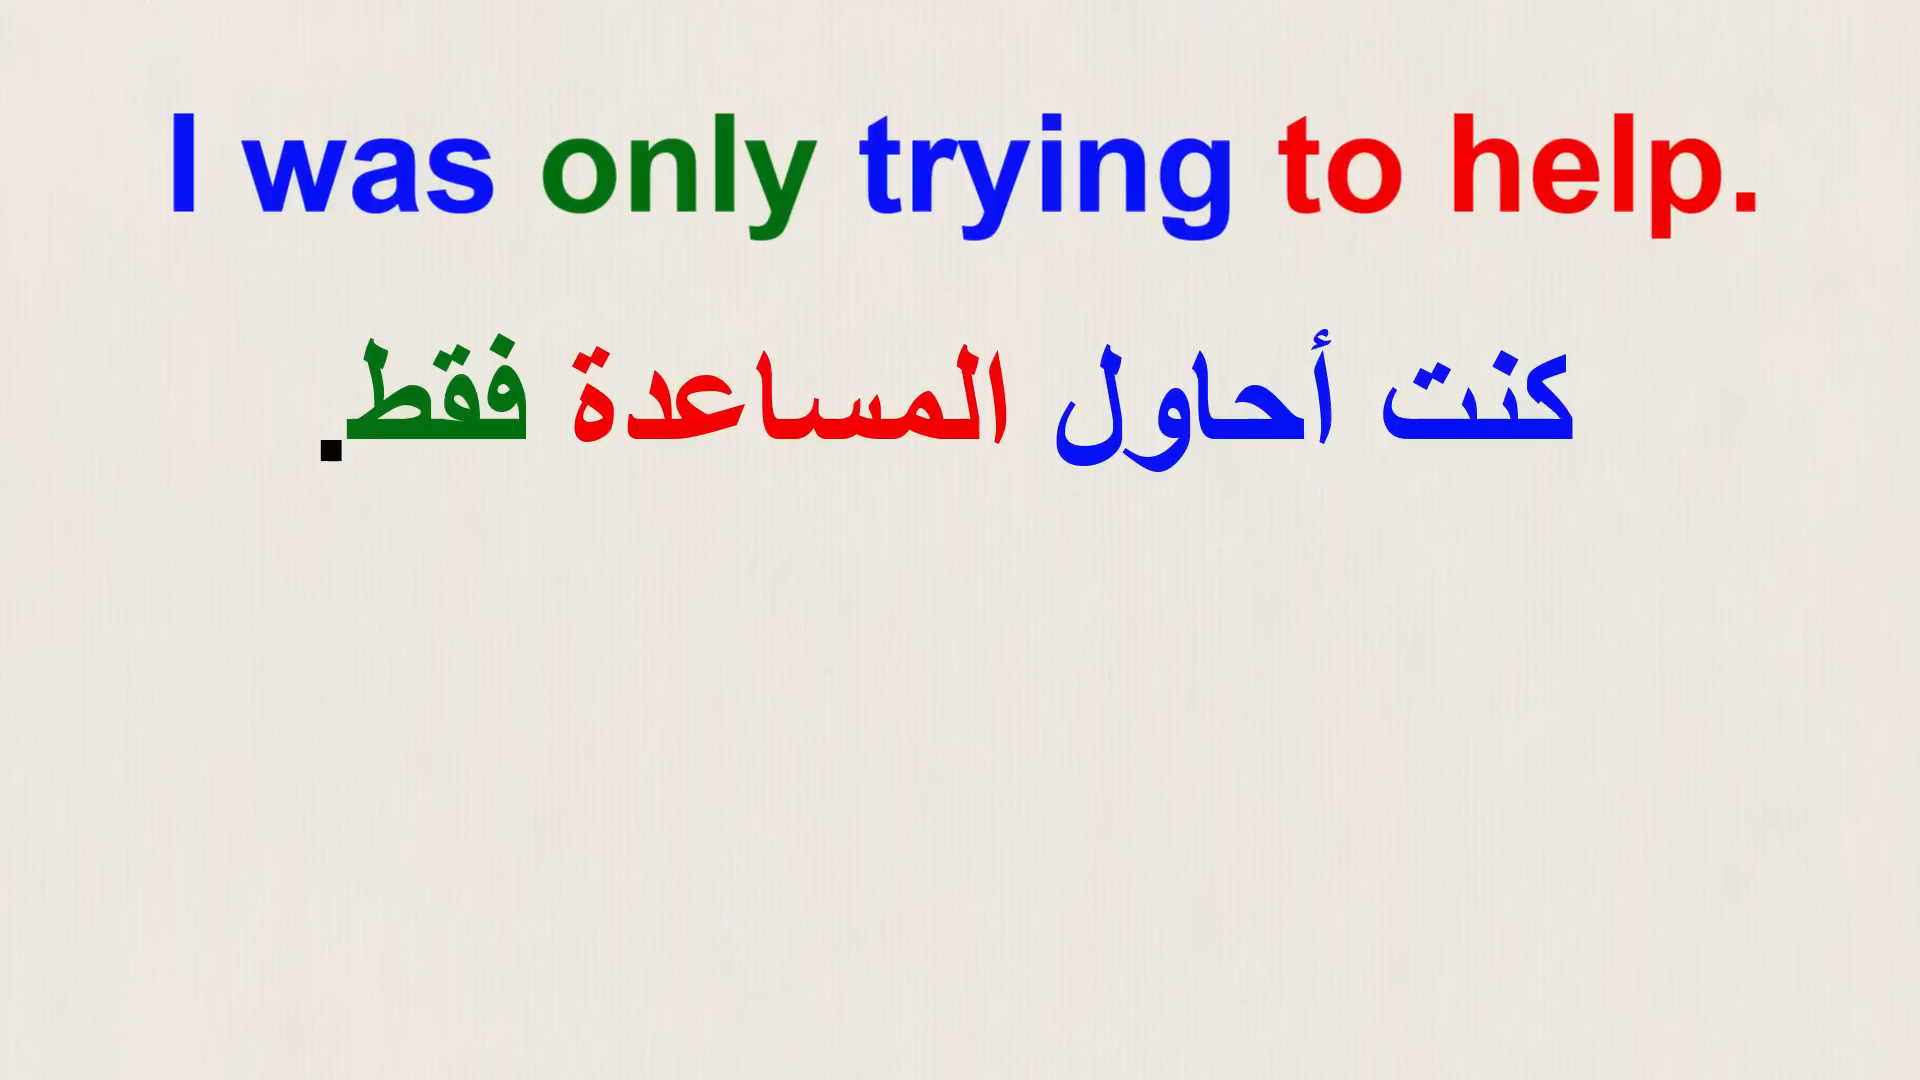 I was only trying to help.
كنت أحاول المساعدة فقط.